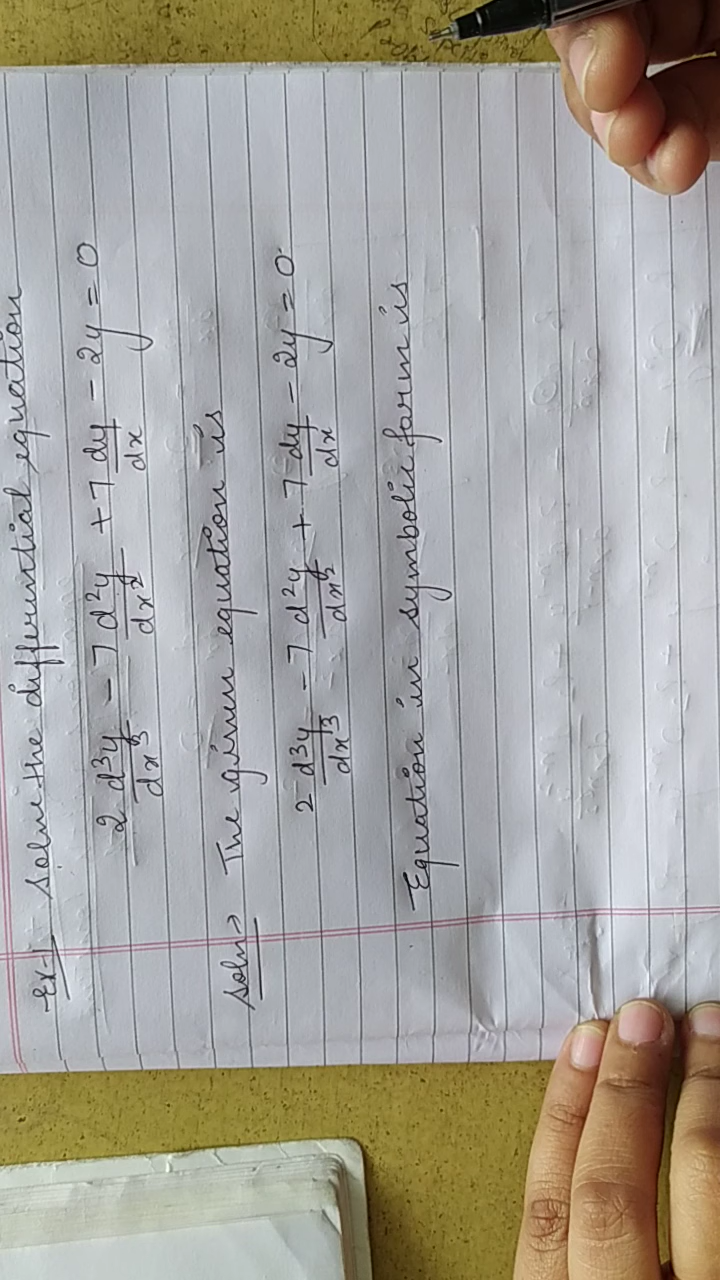 Ex-1 Solve the differential equation
2 d³y/dx³ - 7 d²y/dx² + 7 dy/dx - 2y = 0
Soln> The given equation is
2 d³y/dx³ - 7 d²y/dx² + 7 dy/dx - 2y = 0
Equation in symbolic form is